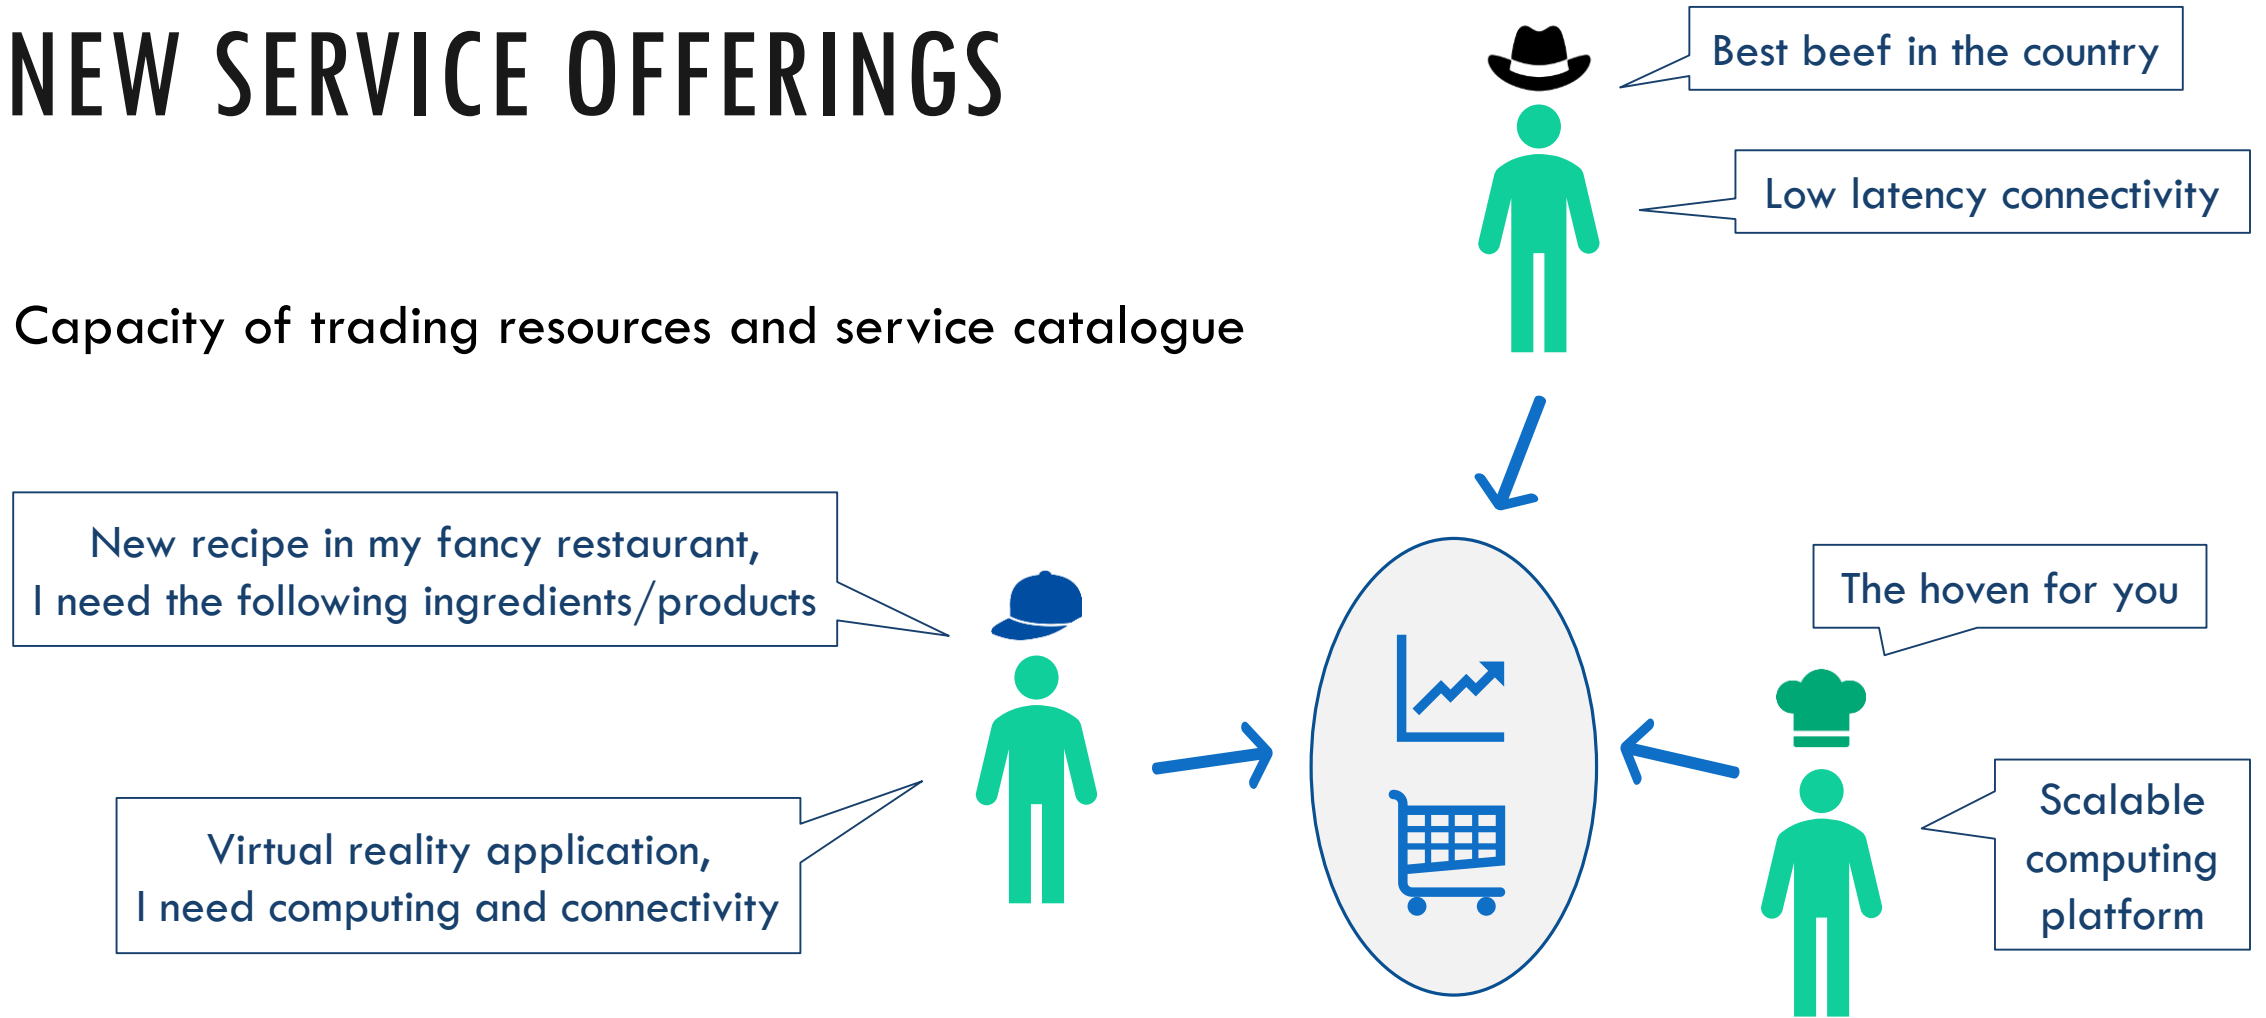 NEW SERVICE OFFERINGS
Best beef in the country
Low latency connectivity
Capacity of trading resources and service catalogue
New recipe in my fancy restaurant,
I need the following ingredients/products
The hoven for you
Virtual reality application,
I need computing and connectivity
Scalable
computing
platform